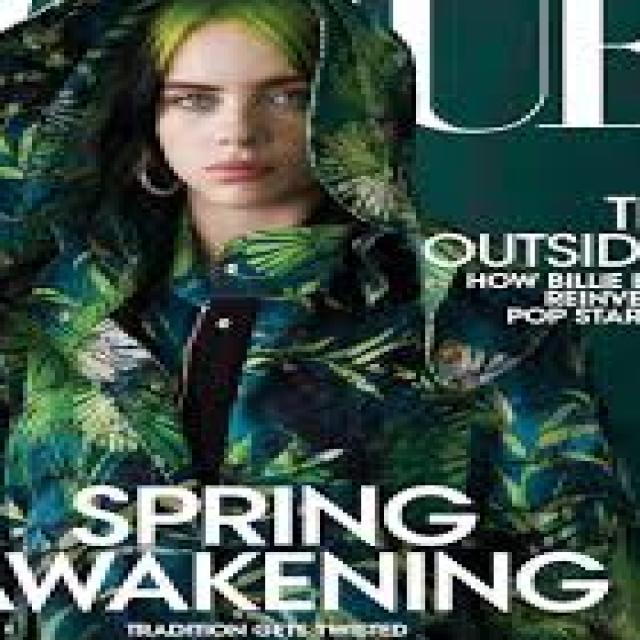 UE
OUTSID
HOW BILLIE
REINVE
POP STAR
SPRING
AWAKENING
TRADITION GETS TWISTED